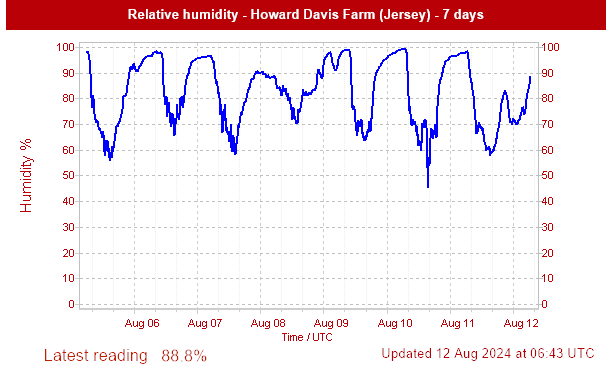 Relative humidity - Howard Davis Farm (Jersey) - 7 days
100 100
90 90
80 80
70 70
60 60
50 50
40 40
30 30
20 20
10 10
0 0
Humidity %
Aug 06 Aug 07 Aug 08 Aug 09 Aug 10 Aug 11 Aug 12
Time / UTC
Latest reading 88.8%
Updated 12 Aug 2024 at 06:43 UTC